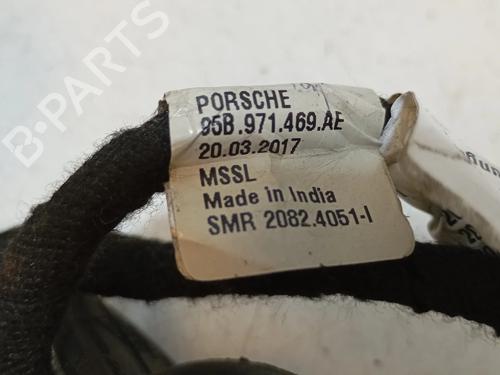 PORSCHE
95B.971.469.AE
20.03.2017
MSSL
Made in India
SMR 2082.4051-I
B-PARTS